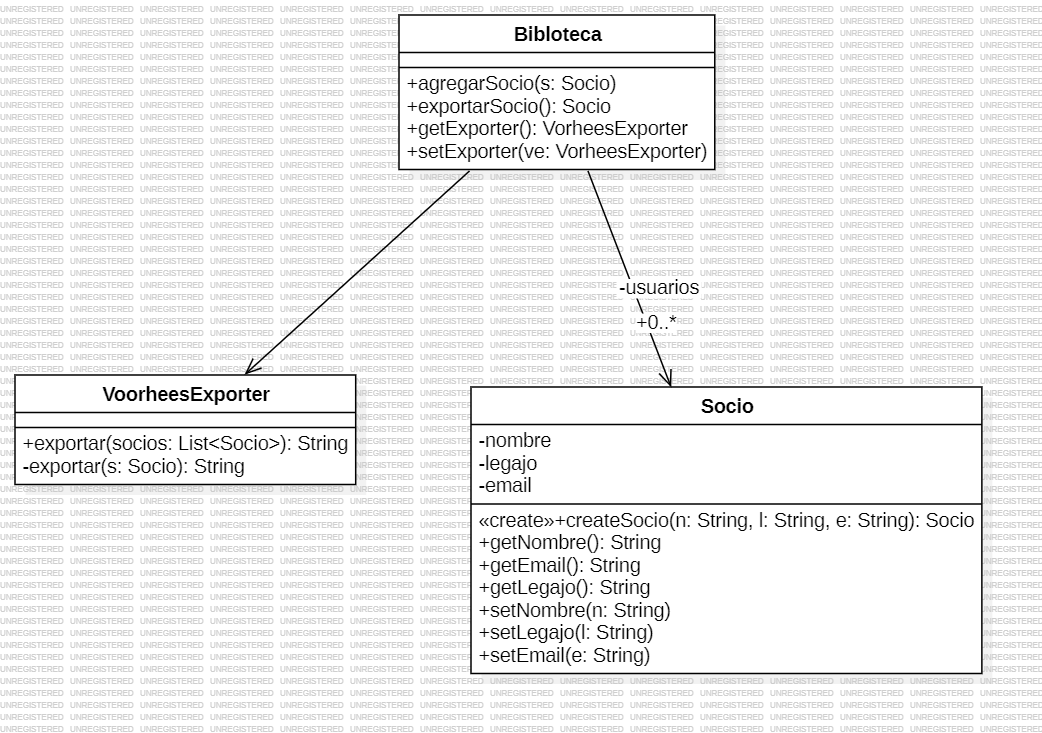 Bibloteca
+agregarSocio(s: Socio)
+exportarSocio(): Socio
+getExporter(): VorheesExporter
+setExporter(ve: VorheesExporter)
-usuarios
+0..*
VoorheesExporter
+exportar(socios: List<Socio>): String
-exportar(s: Socio): String
Socio
-nombre
-legajo
-email
«create»+createSocio(n: String, l: String, e: String): Socio
+getNombre(): String
+getEmail(): String
+getLegajo(): String
+setNombre(n: String)
+setLegajo(l: String)
+setEmail(e: String)
UNREGISTERED